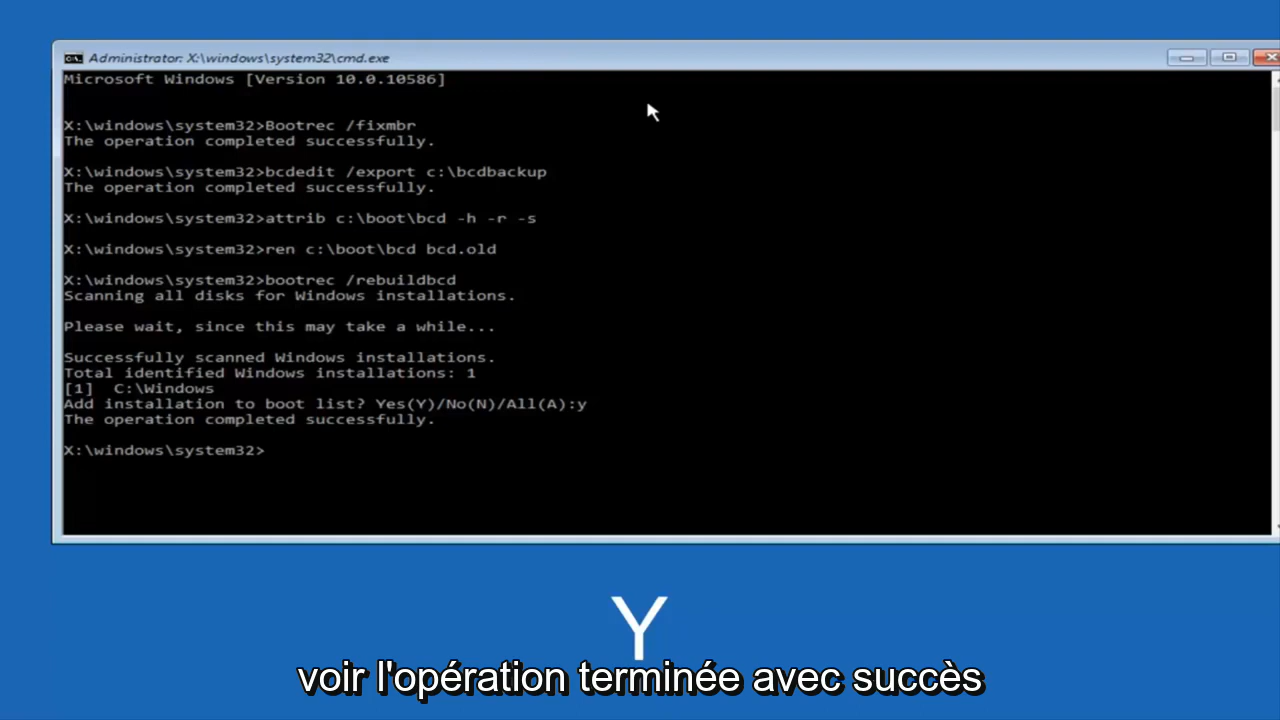 Administrator: X:\windows\system32\cmd.exe
Microsoft Windows [Version 10.0.10586]
X:\windows\system32>Bootrec /fixmbr
The operation completed successfully.
X:\windows\system32>bcdedit /export c:\bcdbackup
The operation completed successfully.
X:\windows\system32>attrib c:\boot\bcd -h -r -s
X:\windows\system32>ren c:\boot\bcd bcd.old
X:\windows\system32>bootrec /rebuildbcd
Scanning all disks for Windows installations.
Please wait, since this may take a while...
Successfully scanned Windows installations.
Total identified Windows installations: 1
[1]  C:\Windows
Add installation to boot list? Yes(Y)/No(N)/All(A):y
The operation completed successfully.
X:\windows\system32>
Y
voir l'opération terminée avec succès